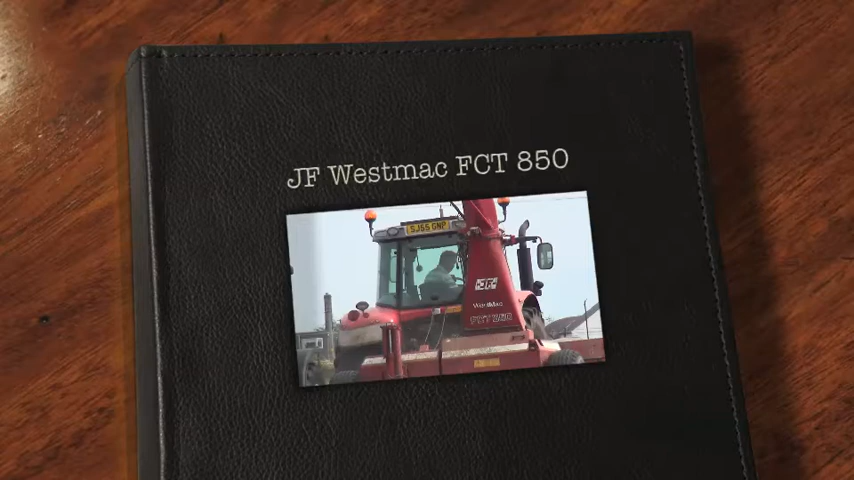 JF Westmac FCT 850
SJ55 GNP
JF
WestMac
FCT 850